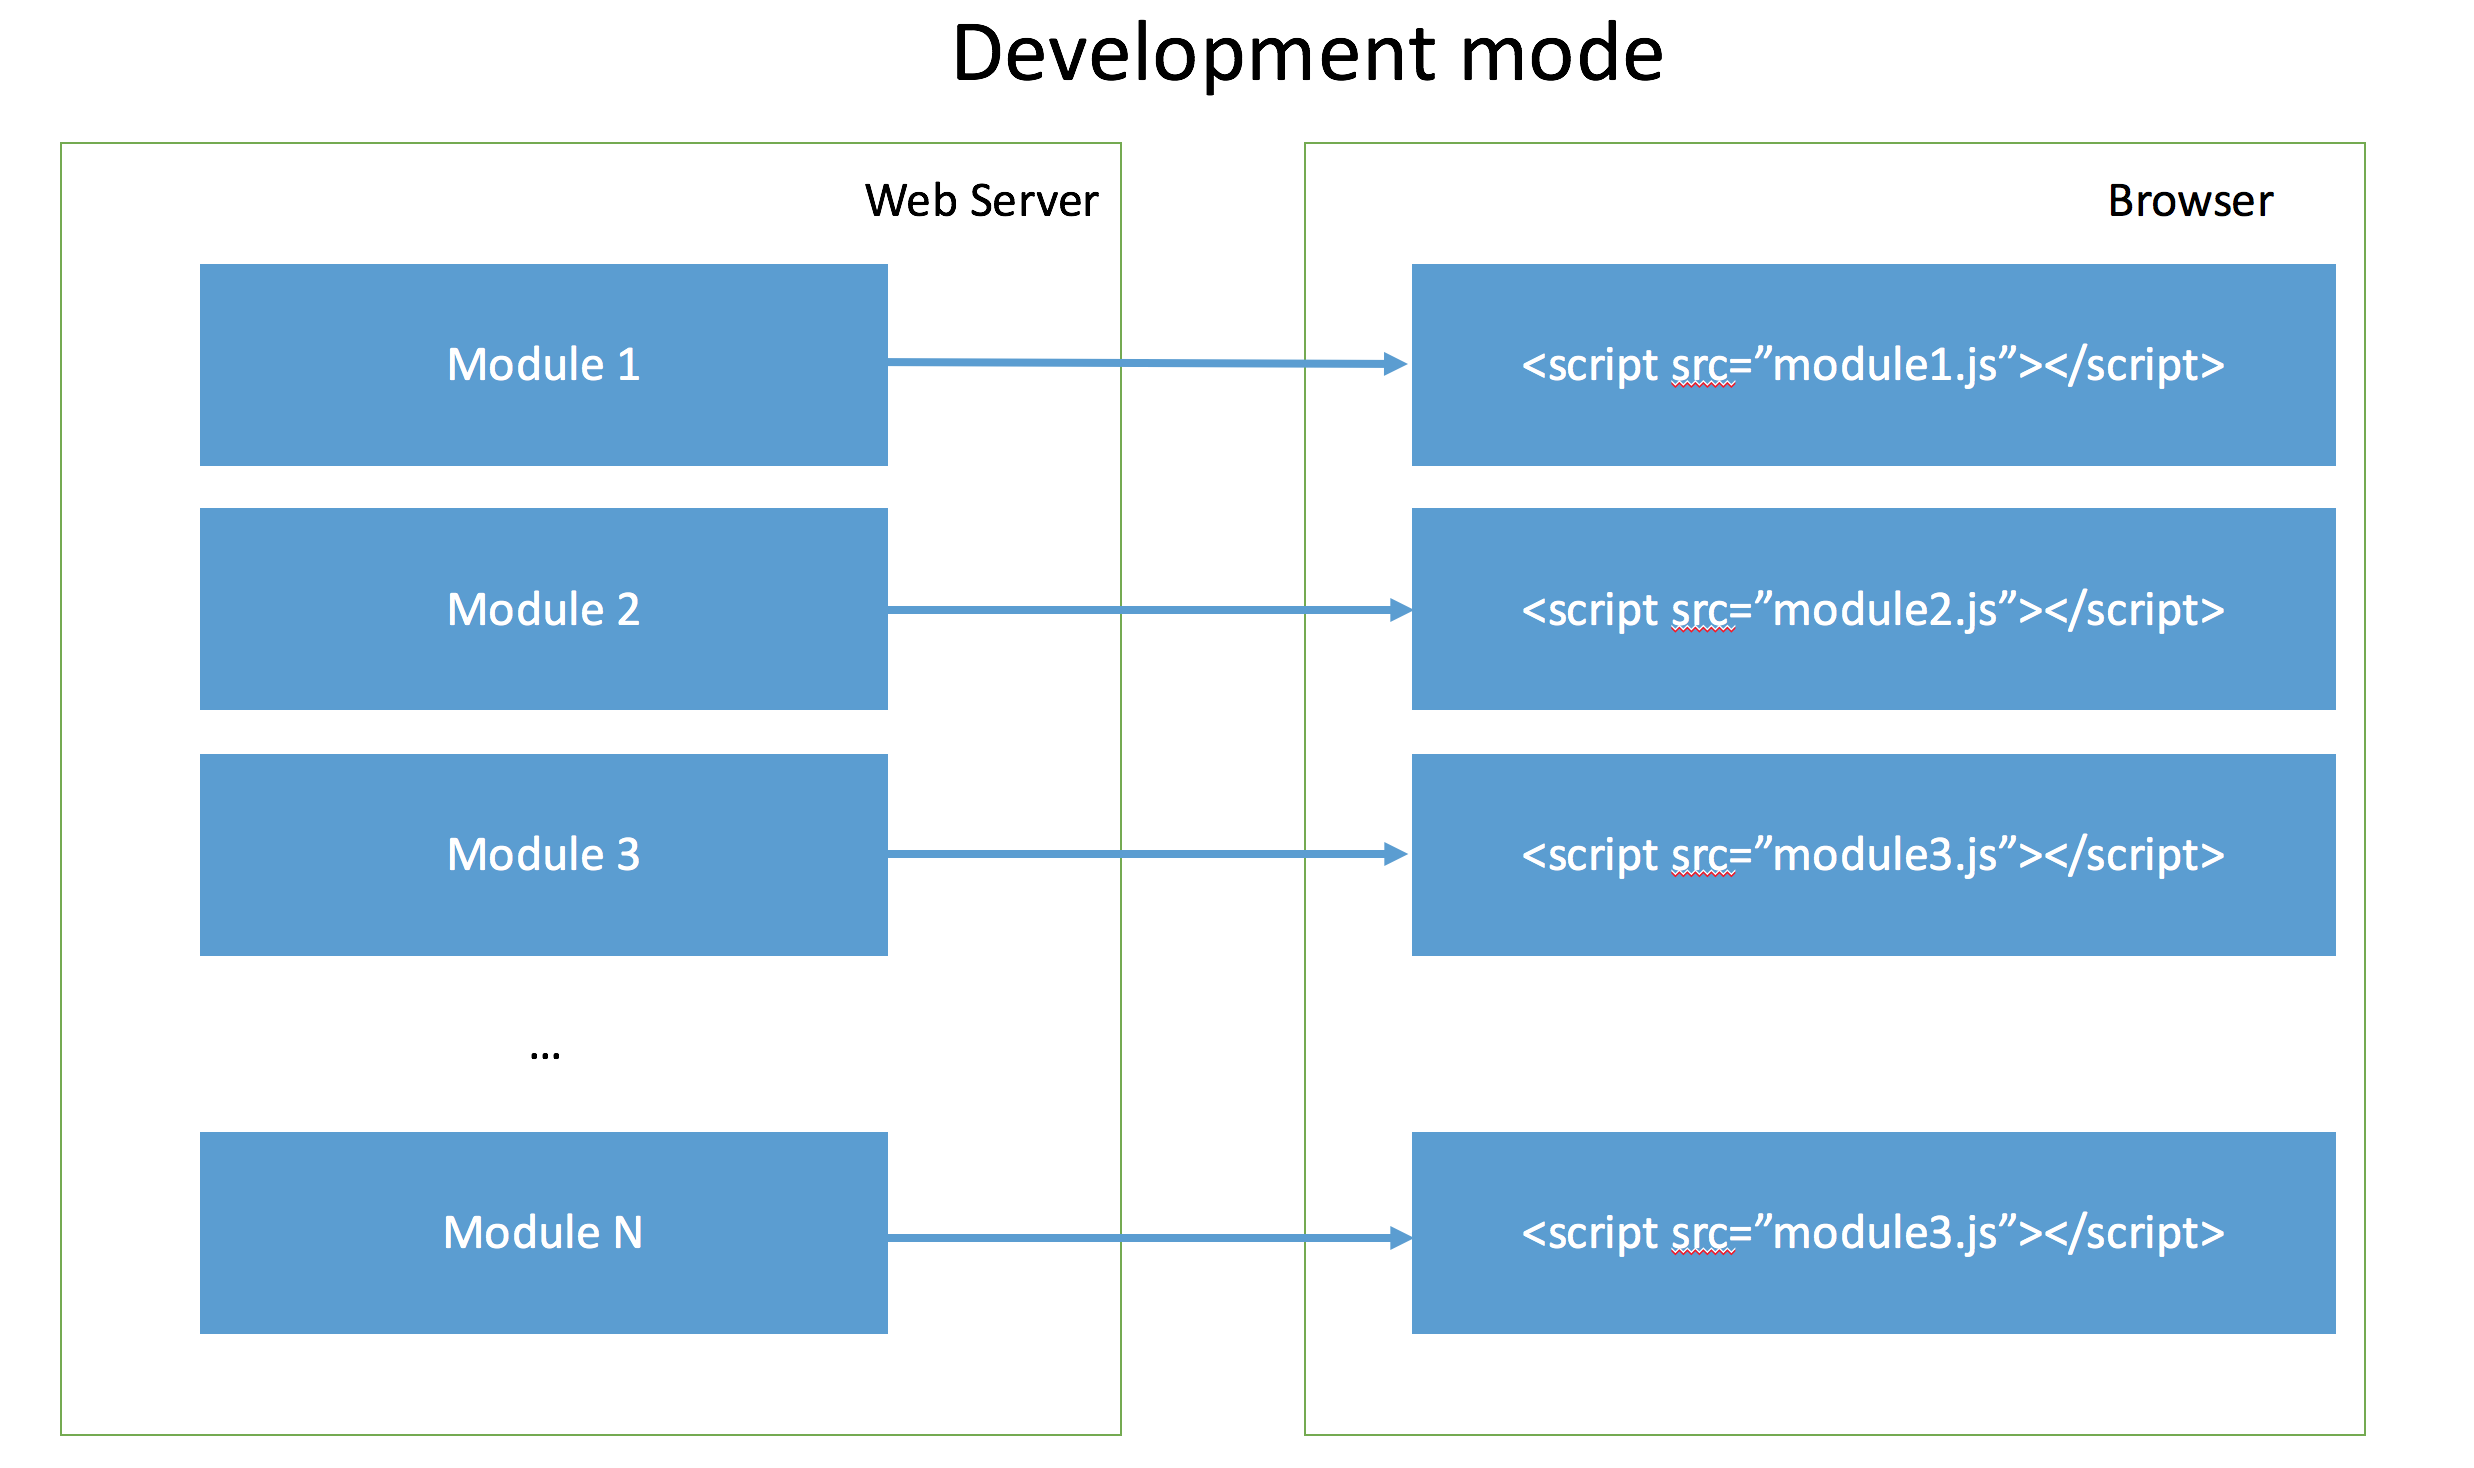 Development mode
Web Server
Browser
Module 1
<script src=”module1.js”></script>
Module 2
<script src=”module2.js”></script>
Module 3
<script src=”module3.js”></script>
...
Module N
<script src=”module3.js”></script>